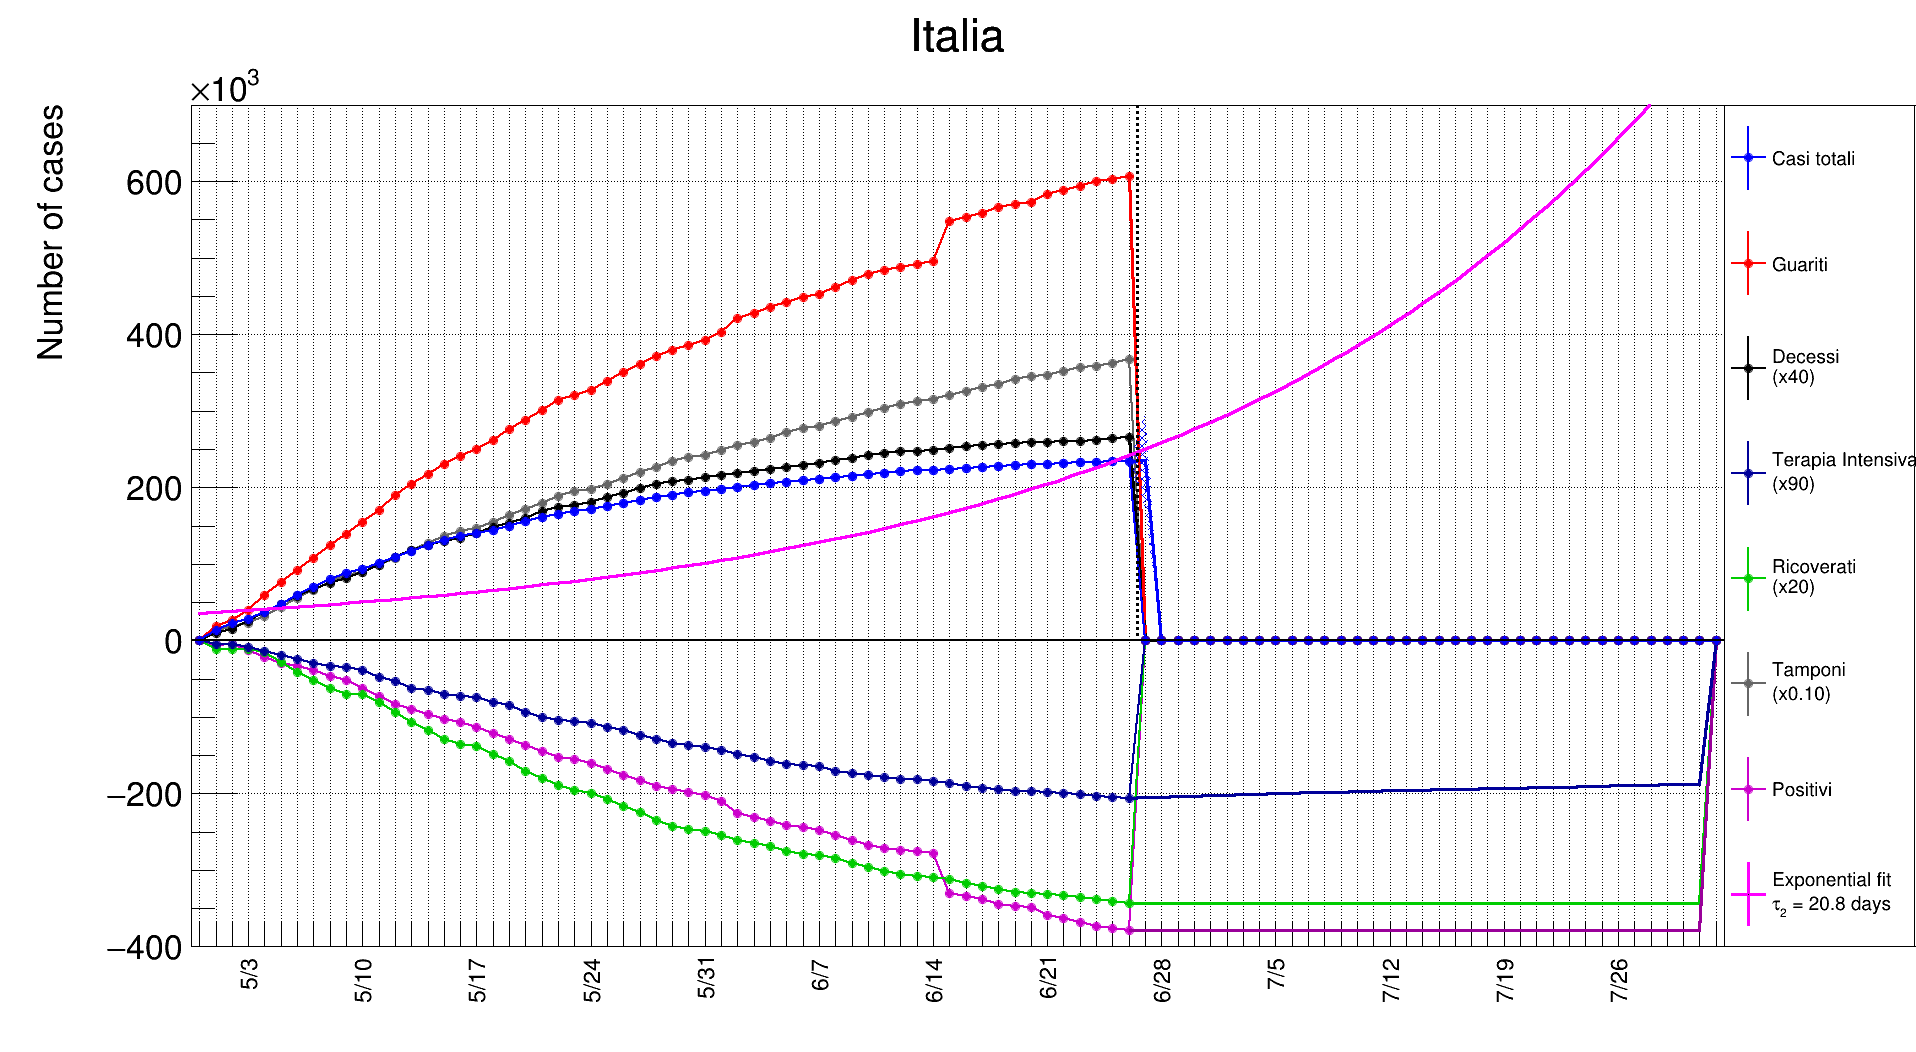 Italia
×10³
Number of cases
600
400
200
0
−200
−400
5/3
5/10
5/17
5/24
5/31
6/7
6/14
6/21
6/28
7/5
7/12
7/19
7/26
Casi totali
Guariti
Decessi
(x40)
Terapia Intensiva
(x90)
Ricoverati
(x20)
Tamponi
(x0.10)
Positivi
Exponential fit
τ₂ = 20.8 days